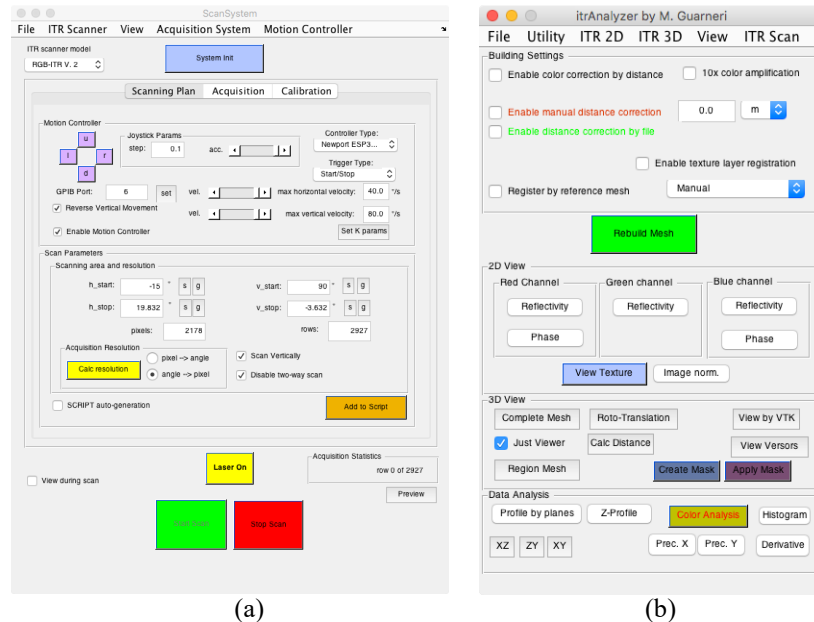 ScanSystem
File ITR Scanner View Acquisition System Motion Controller
ITR scanner model
RGB-ITR V. 2
System Init
Scanning Plan Acquisition Calibration
Motion Controller
u
l r
d
Joystick Params
step: 0.1 acc.
Controller Type:
Newport ESP3...
Trigger Type:
Start/Stop
GPIB Port: 6 set vel. max horizontal velocity: 40.0 °/s
Reverse Vertical Movement
vel. max vertical velocity: 80.0 °/s
Enable Motion Controller Set K params
Scan Parameters
Scanning area and resolution
h_start: -15 ° s g v_start: 90 ° s g
h_stop: 19.832 ° s g v_stop: -3.632 ° s g
pixels: 2178 rows: 2927
Acquisition Resolution
Calc resolution
pixel -> angle
angle -> pixel
Scan Vertically
Disable two-way scan
SCRIPT auto-generation Add to Script
View during scan
Laser On
Acquisition Statistics
row 0 of 2927
Preview
Start Scan Stop Scan
(a)
itrAnalyzer by M. Guarneri
File Utility ITR 2D ITR 3D View ITR Scan
Building Settings
Enable color correction by distance 10x color amplification
Enable manual distance correction 0.0 m
Enable distance correction by file
Enable texture layer registration
Register by reference mesh Manual
Rebuild Mesh
2D View
Red Channel Green channel Blue channel
Reflectivity Reflectivity Reflectivity
Phase Phase
View Texture Image norm.
3D View
Complete Mesh Roto-Translation View by VTK
Just Viewer Calc Distance View Versors
Region Mesh Create Mask Apply Mask
Data Analysis
Profile by planes Z-Profile Color Analysis Histogram
XZ ZY XY Prec. X Prec. Y Derivative
(b)